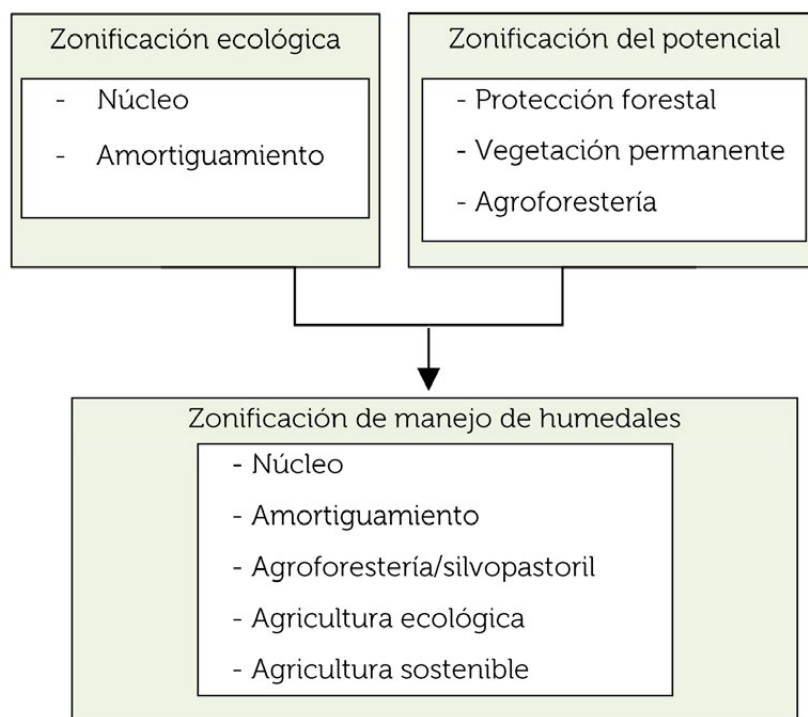 Zonificación ecológica
- Núcleo
- Amortiguamiento
Zonificación del potencial
- Protección forestal
- Vegetación permanente
- Agroforestería
Zonificación de manejo de humedales
- Núcleo
- Amortiguamiento
- Agroforestería/silvopastoril
- Agricultura ecológica
- Agricultura sostenible